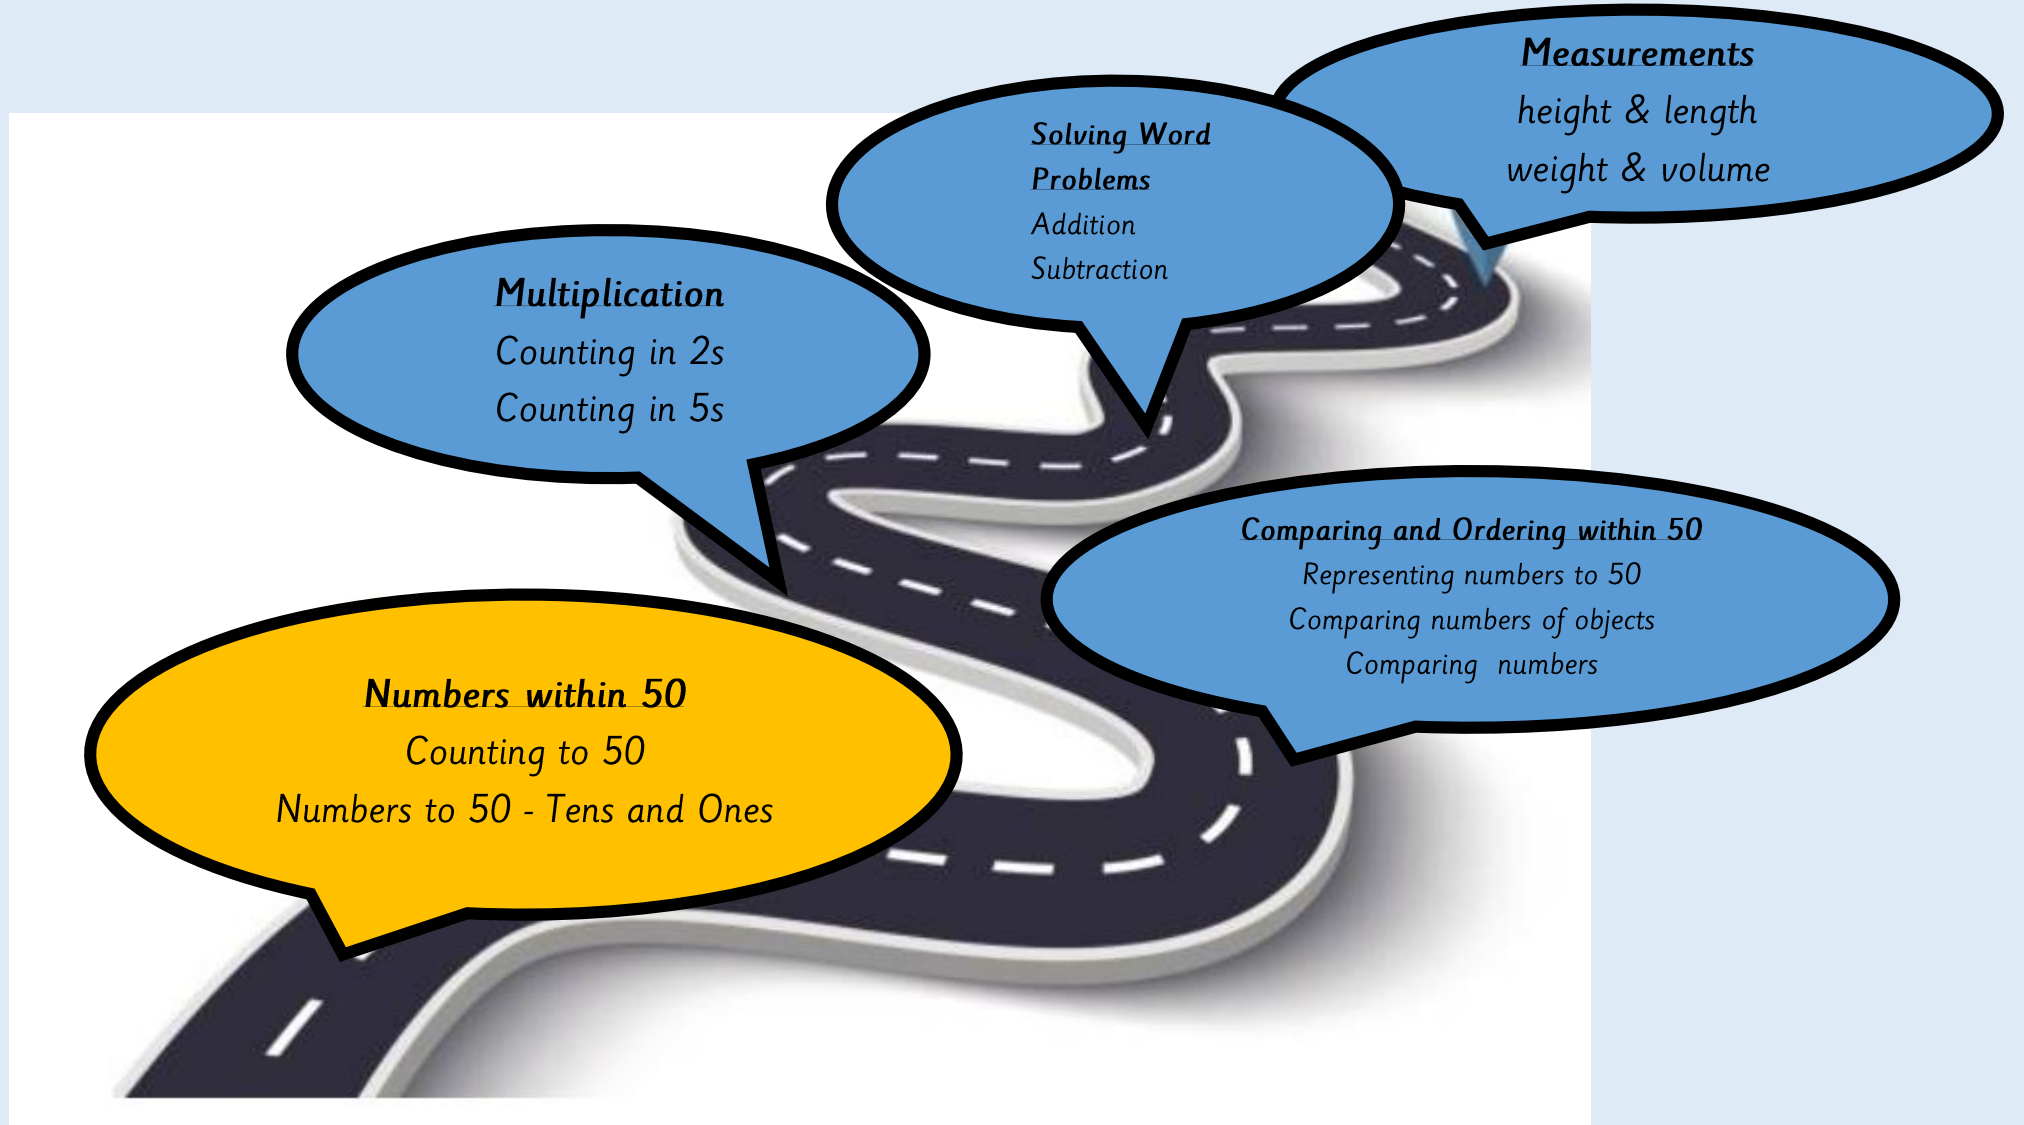 Measurements
height & length
weight & volume
Solving Word
Problems
Addition
Subtraction
Multiplication
Counting in 2s
Counting in 5s
Comparing and Ordering within 50
Representing numbers to 50
Comparing numbers of objects
Comparing numbers
Numbers within 50
Counting to 50
Numbers to 50 - Tens and Ones